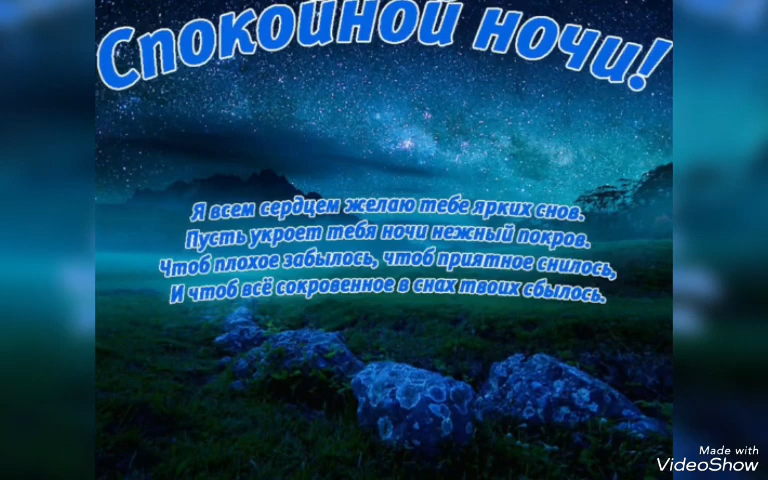 Спокойной ночи!
Я всем сердцем желаю тебе ярких снов.
Пусть укроет тебя ночи нежный покров.
Чтоб плохое забылось, чтоб приятное снилось,
И чтоб всё сокровенное в снах твоих сбылось.
Made with
VideoShow